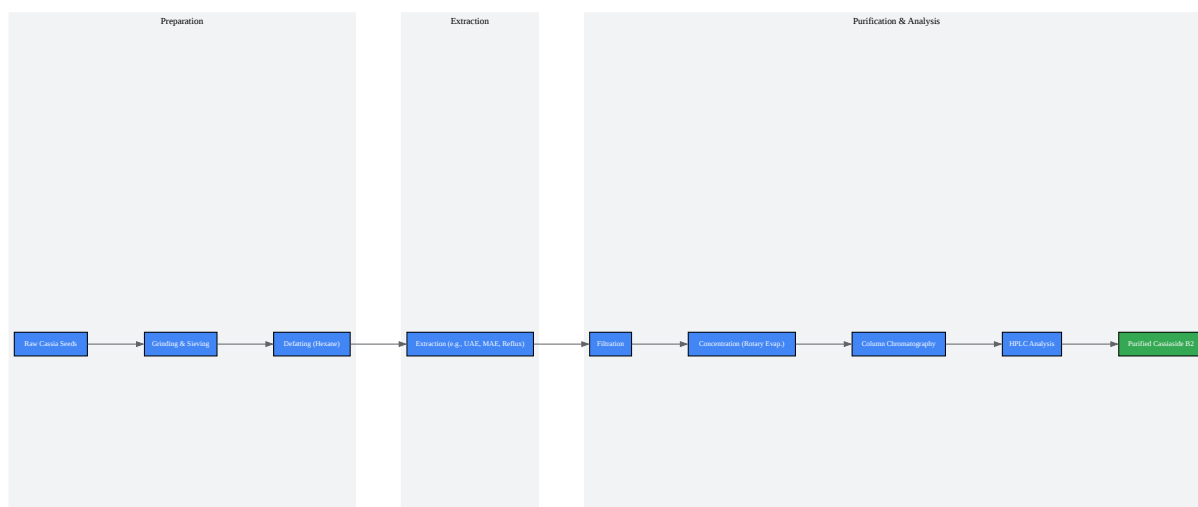 Preparation
Extraction
Purification & Analysis
Raw Cassia Seeds
Grinding & Sieving
Defatting (Hexane)
Extraction (e.g., UAE, MAE, Reflux)
Filtration
Concentration (Rotary Evap.)
Column Chromatography
HPLC Analysis
Purified Cassiaside B2